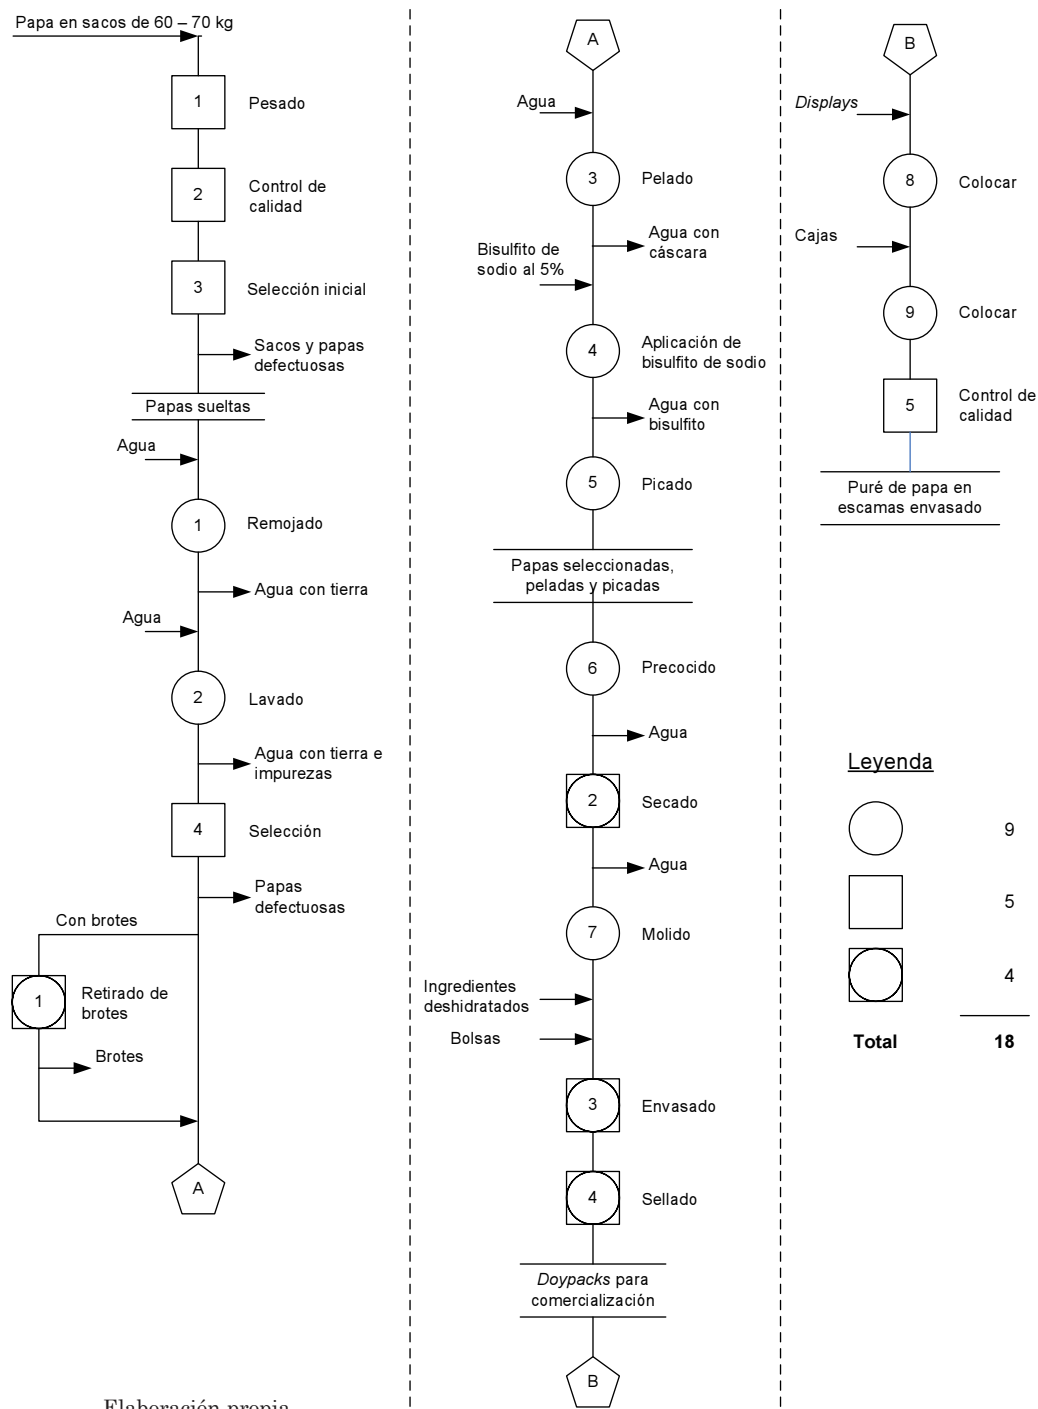 Papa en sacos de 60 – 70 kg
1
Pesado
2
Control de
calidad
3
Selección inicial
Sacos y papas
defectuosas
Papas sueltas
Agua
1
Remojado
Agua con tierra
Agua
2
Lavado
Agua con tierra e
impurezas
4
Selección
Papas
defectuosas
Con brotes
1
Retirado de
brotes
Brotes
A
A
Agua
3
Pelado
Agua con
cáscara
Bisulfito de
sodio al 5%
4
Aplicación de
bisulfito de sodio
Agua con
bisulfito
5
Picado
Papas seleccionadas,
peladas y picadas
6
Precocido
Agua
2
Secado
Agua
7
Molido
Ingredientes
deshidratados
Bolsas
3
Envasado
4
Sellado
Doypacks para
comercialización
B
B
Displays
8
Colocar
Cajas
9
Colocar
5
Control de
calidad
Puré de papa en
escamas envasado
Leyenda
9
5
4
Total 18
Elaboración propia